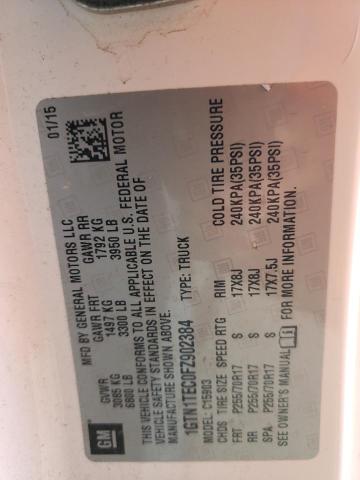 01/15
GM
MFD BY GENERAL MOTORS LLC
GVWR GAWR FRT GAWR RR
3085 KG 1497 KG 1792 KG
6800 LB 3300 LB 3950 LB
THIS VEHICLE CONFORMS TO ALL APPLICABLE U.S. FEDERAL MOTOR
VEHICLE SAFETY STANDARDS IN EFFECT ON THE DATE OF
MANUFACTURE SHOWN ABOVE.
1GTN1TEC0FZ902384 TYPE: TRUCK
MODEL: C15903
CHDS TIRE SIZE SPEED RTG RIM COLD TIRE PRESSURE
FRT P255/70R17 S 17X8J 240KPA(35PSI)
RR P255/70R17 S 17X8J 240KPA(35PSI)
SPA P255/70R17 S 17X7.5J 240KPA(35PSI)
SEE OWNER'S MANUAL FOR MORE INFORMATION.